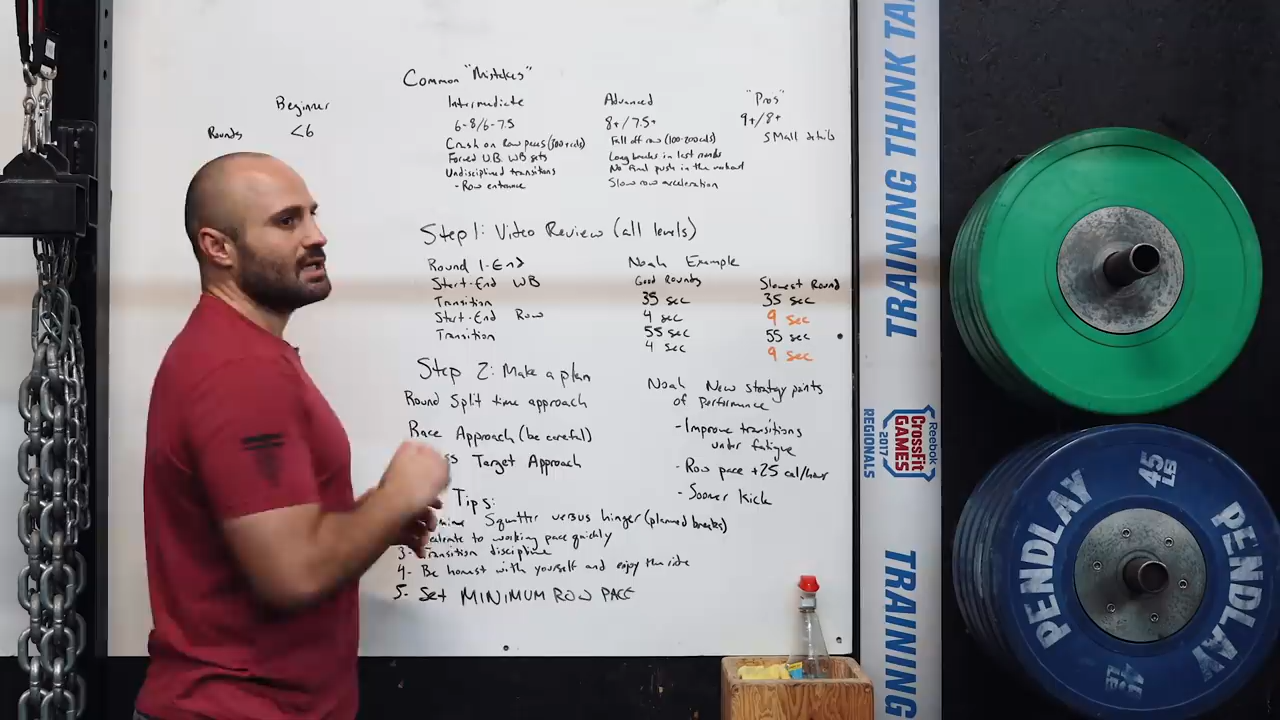 Common "Mistakes"
Beginner
Intermediate
Advanced
"Pros"
Rounds
<6
6-8/6-7.5
8+/7.5+
9+/8+
Crash on Row paces (500+cals)
Forced U.B. WB sets
Undisciplined transitions
- Row entrance
Fall off row (100-200cals)
Long breaks in last rounds
No final push in the workout
Slow row acceleration
Small details
Step 1: Video Review (all levels)
Round 1-End
Start-End WB
Transition
Start-End Row
Transition
Noah Example
Good Rounds
35 sec
4 sec
55 sec
4 sec
Slowest Round
35 sec
9 sec
55 sec
9 sec
Step 2: Make a plan
Round Split time approach
Race Approach (be careful)
Target Approach
Noah New strategy points
of Performance
- Improve transitions
under fatigue
- Row pace +25 cal/hour
- Sooner Kick
Tips:
Squatter versus hinger (planned breaks)
to working pace quickly
3- Transition discipline
4- Be honest with yourself and enjoy the ride
5- Set MINIMUM ROW PACE
TRAINING THINK TA
Reebok
CrossFit
GAMES
2017
REGIONALS
TRAINING
PENDLAY
45
LB
PENDLAY
45
LB